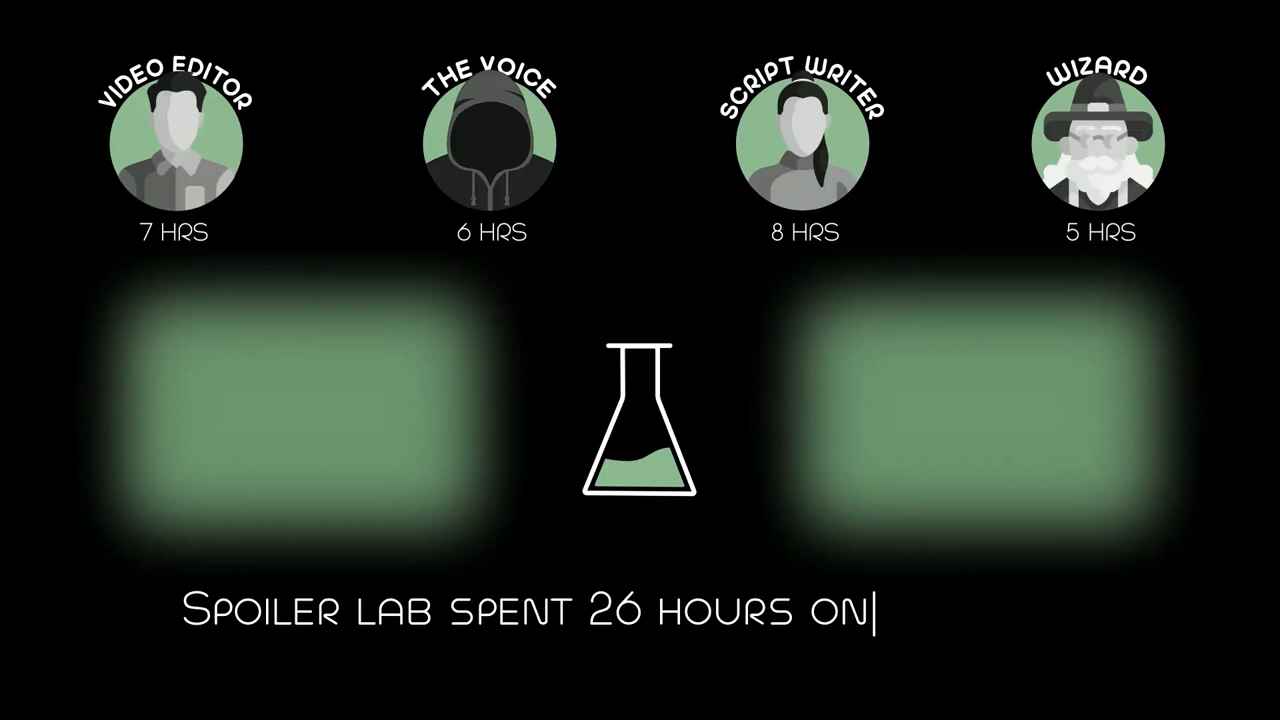 VIDEO EDITOR
THE VOICE
SCRIPT WRITER
WIZARD
7 HRS
6 HRS
8 HRS
5 HRS
SPOILER LAB SPENT 26 HOURS ON|